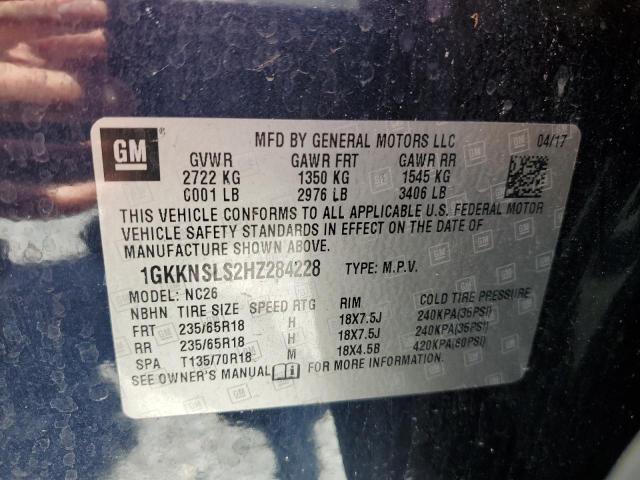 GM ® MFD BY GENERAL MOTORS LLC 04/17
GVWR GAWR FRT GAWR RR
2722 KG 1350 KG 1545 KG
6001 LB 2976 LB 3406 LB
THIS VEHICLE CONFORMS TO ALL APPLICABLE U.S. FEDERAL MOTOR
VEHICLE SAFETY STANDARDS IN EFFECT ON THE DATE OF
MANUFACTURE SHOWN ABOVE.
1GKKNSLS2HZ284228 TYPE: M.P.V.
MODEL: NC26
NBHN TIRE SIZE SPEED RTG RIM COLD TIRE PRESSURE
FRT 235/65R18 H 18X7.5J 240KPA(35PSI)
RR 235/65R18 H 18X7.5J 240KPA(35PSI)
SPA T135/70R18 M 18X4.5B 420KPA(60PSI)
SEE OWNER'S MANUAL FOR MORE INFORMATION.